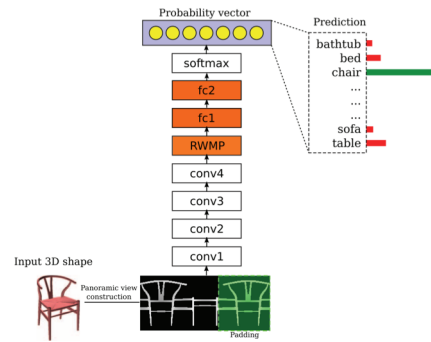 Probability vector
Prediction
bathtub
bed
chair
...
...
...
sofa
table
softmax
fc2
fc1
RWMP
conv4
conv3
conv2
conv1
Input 3D shape
Panoramic view
construction
Padding